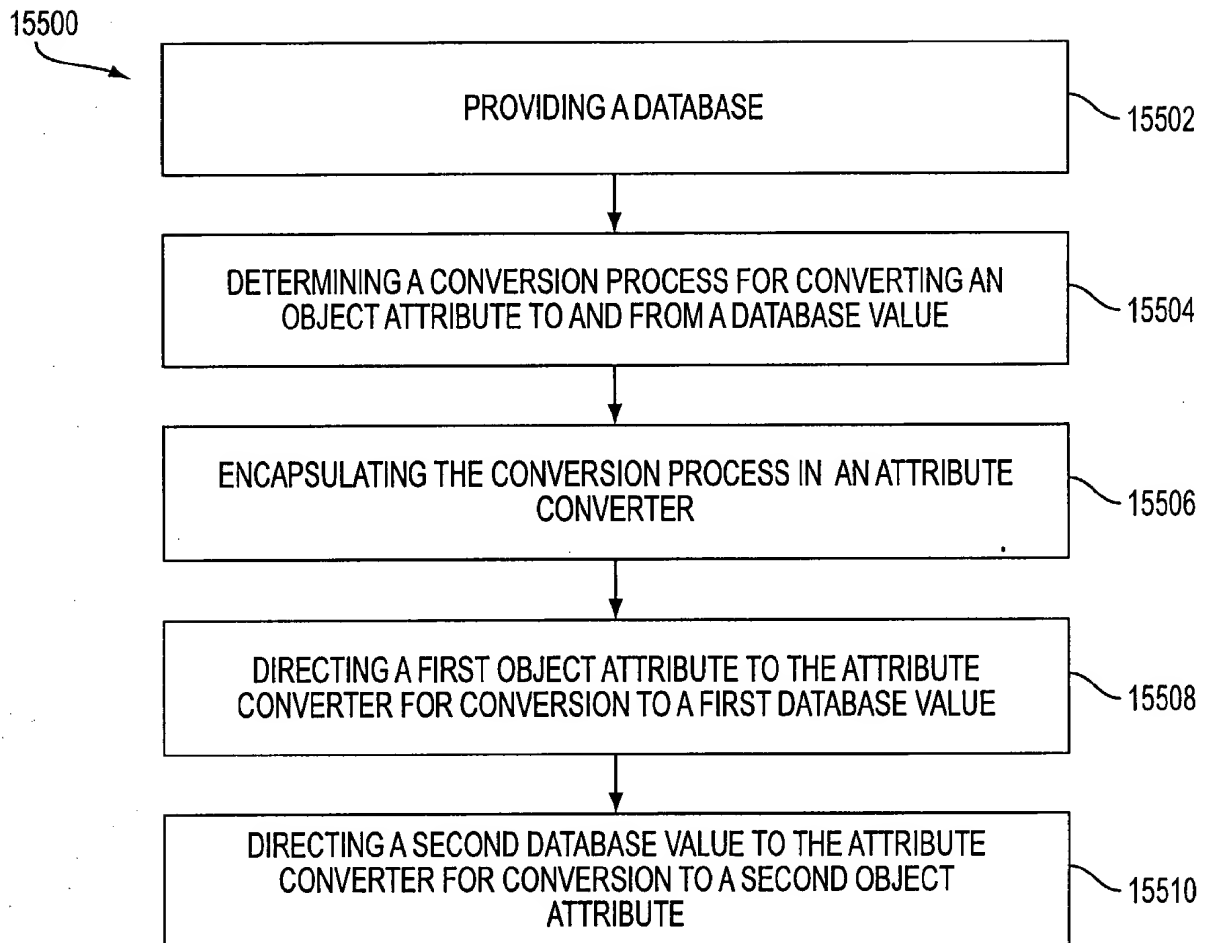 15500
PROVIDING A DATABASE
15502
DETERMINING A CONVERSION PROCESS FOR CONVERTING AN
OBJECT ATTRIBUTE TO AND FROM A DATABASE VALUE
15504
ENCAPSULATING THE CONVERSION PROCESS IN AN ATTRIBUTE
CONVERTER
15506
DIRECTING A FIRST OBJECT ATTRIBUTE TO THE ATTRIBUTE
CONVERTER FOR CONVERSION TO A FIRST DATABASE VALUE
15508
DIRECTING A SECOND DATABASE VALUE TO THE ATTRIBUTE
CONVERTER FOR CONVERSION TO A SECOND OBJECT
ATTRIBUTE
15510